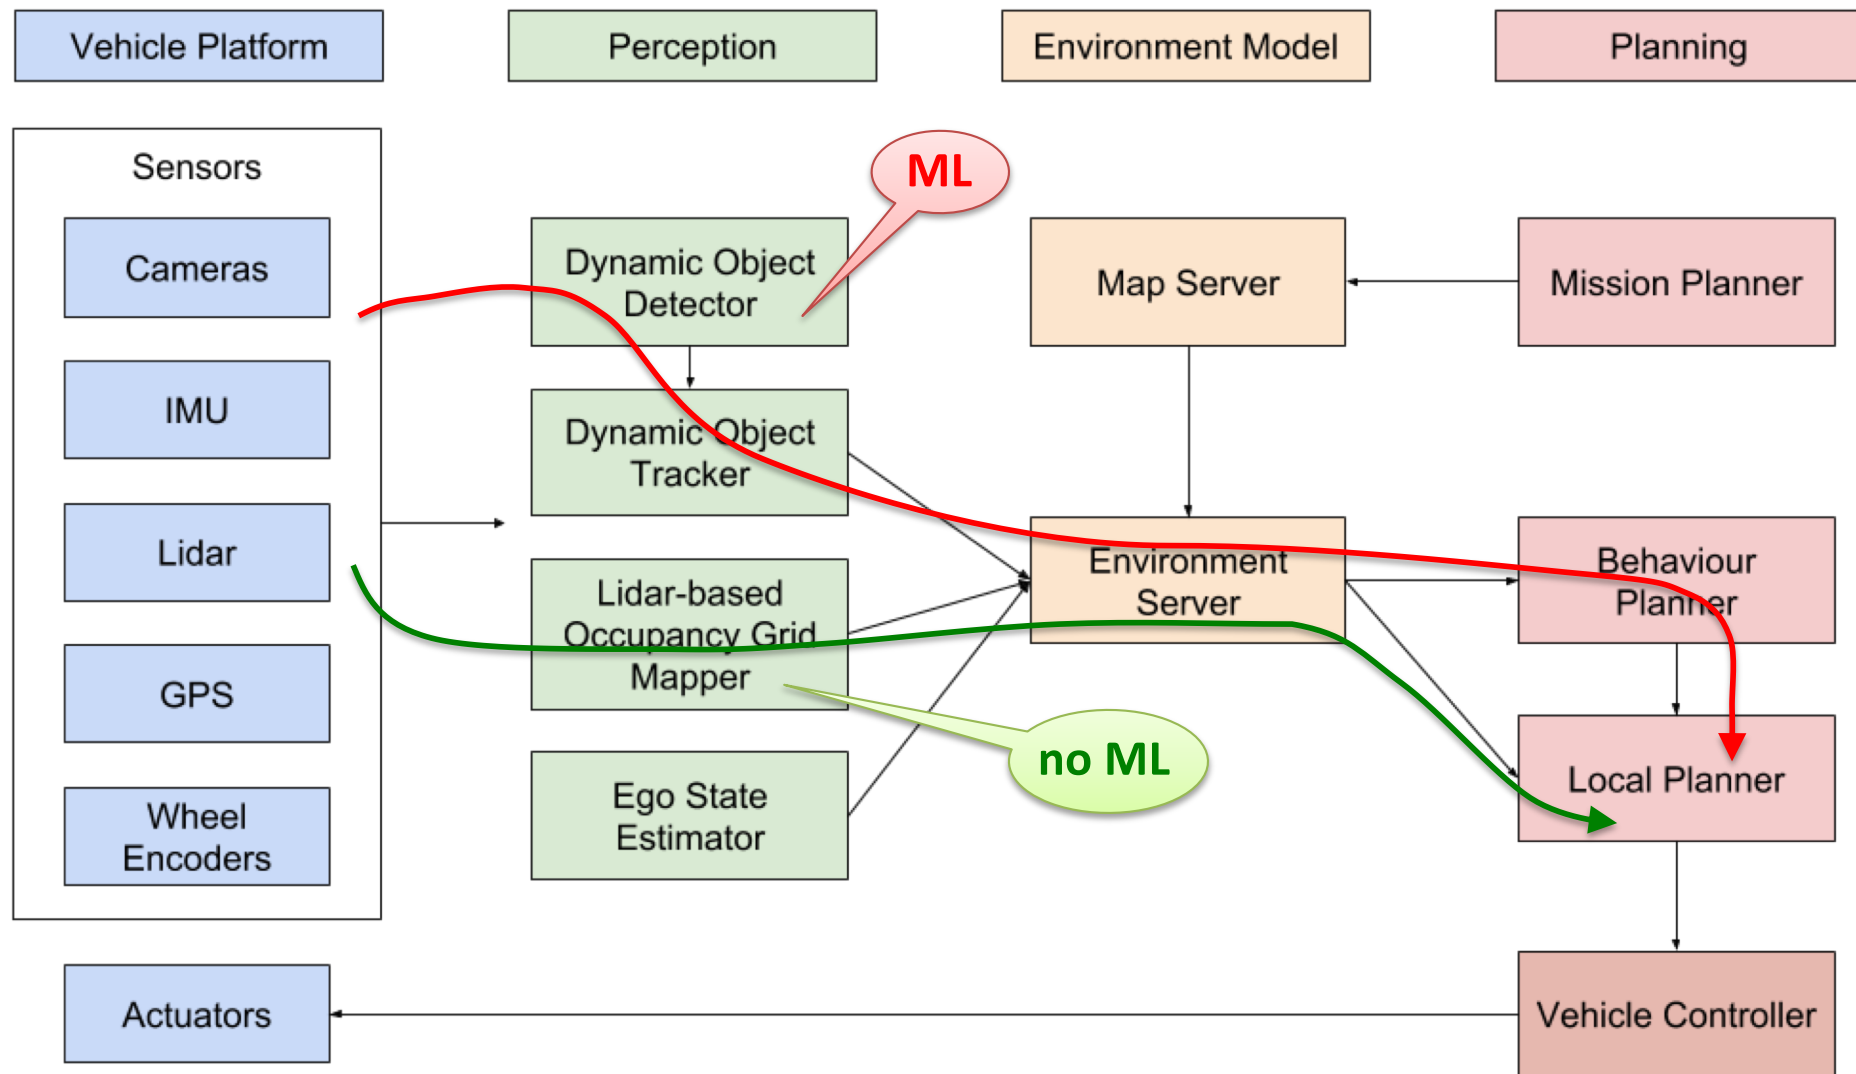 Vehicle Platform
Perception
Environment Model
Planning
Sensors
Cameras
IMU
Lidar
GPS
Wheel
Encoders
Actuators
ML
Dynamic Object
Detector
Dynamic Object
Tracker
Lidar-based
Occupancy Grid
Mapper
no ML
Ego State
Estimator
Map Server
Environment
Server
Mission Planner
Behaviour
Planner
Local Planner
Vehicle Controller